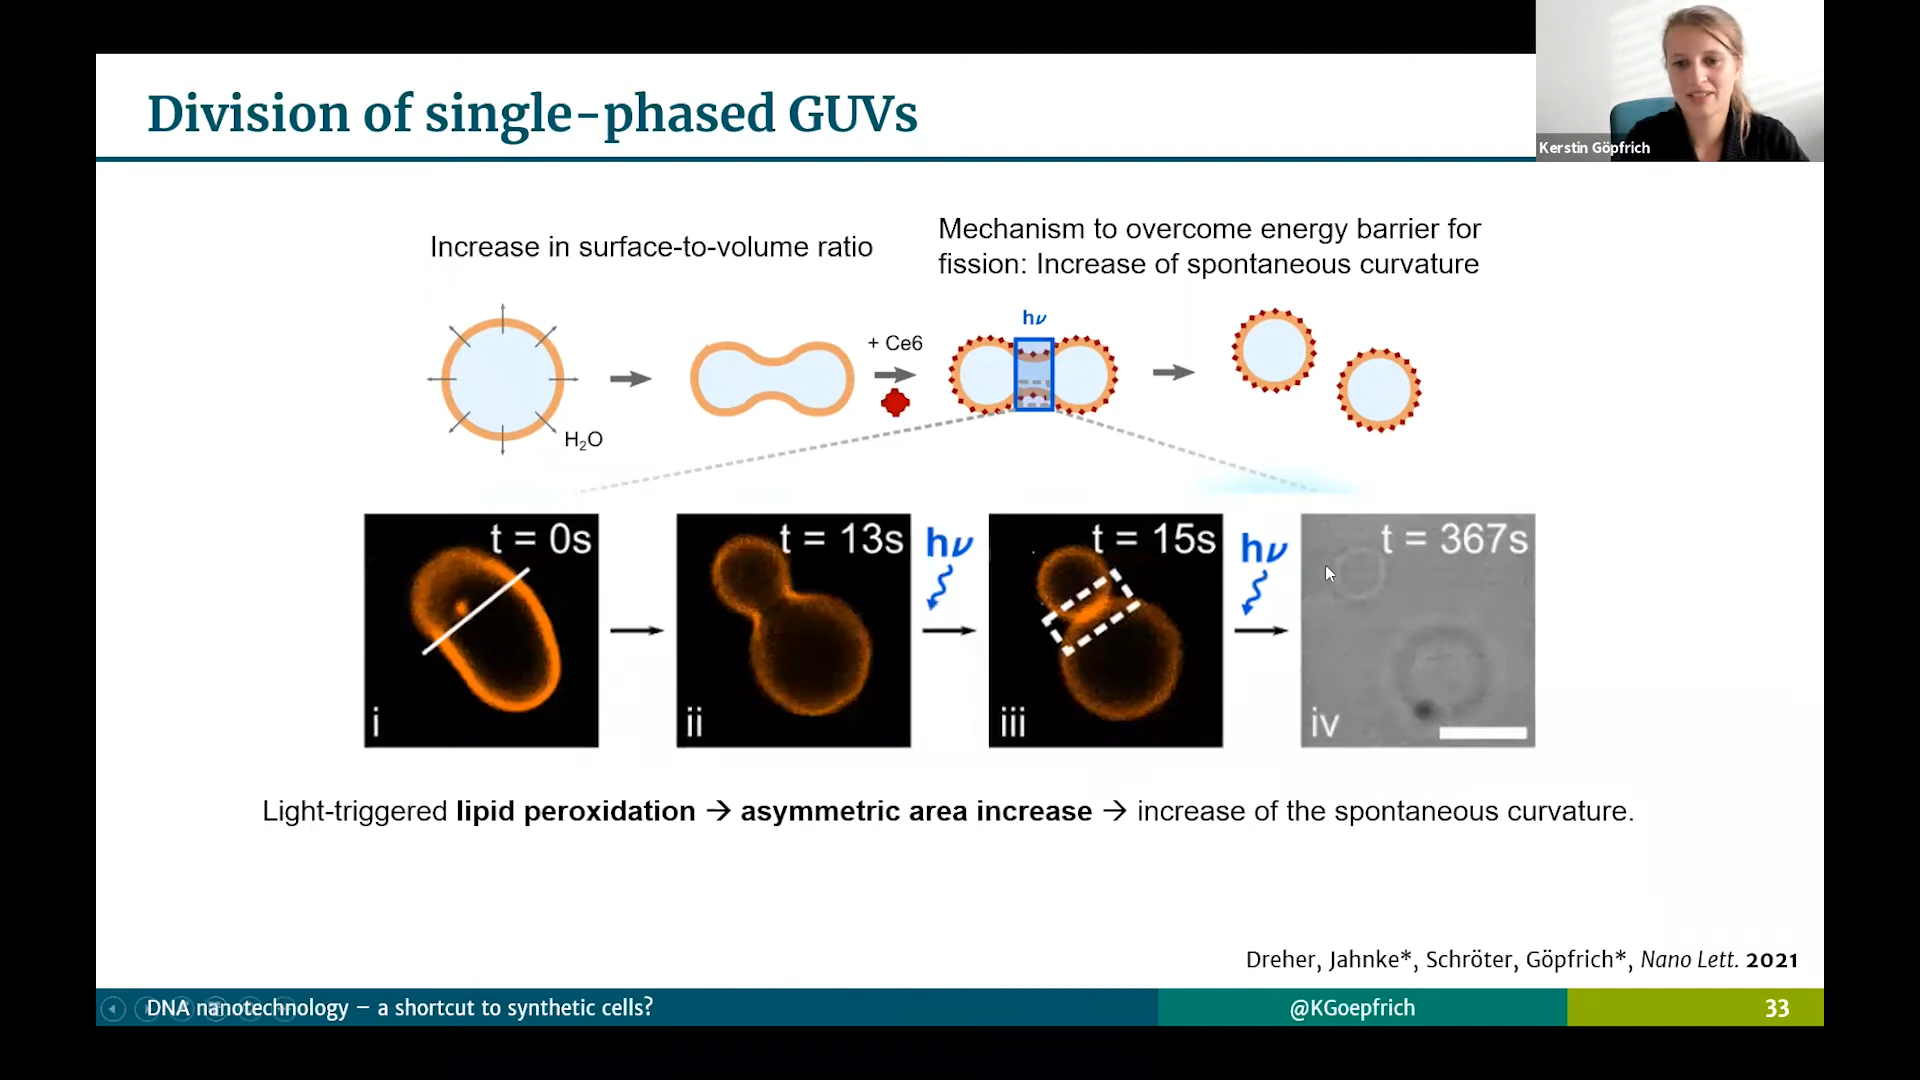 Division of single-phased GUVs
Kerstin Göpfrich
Increase in surface-to-volume ratio
Mechanism to overcome energy barrier for
fission: Increase of spontaneous curvature
hν
+ Ce6
H₂O
t = 0s
i
t = 13s
ii
hν
t = 15s
iii
hν
t = 367s
iv
Light-triggered lipid peroxidation → asymmetric area increase → increase of the spontaneous curvature.
Dreher, Jahnke*, Schröter, Göpfrich*, Nano Lett. 2021
DNA nanotechnology – a shortcut to synthetic cells?
@KGoepfrich
33